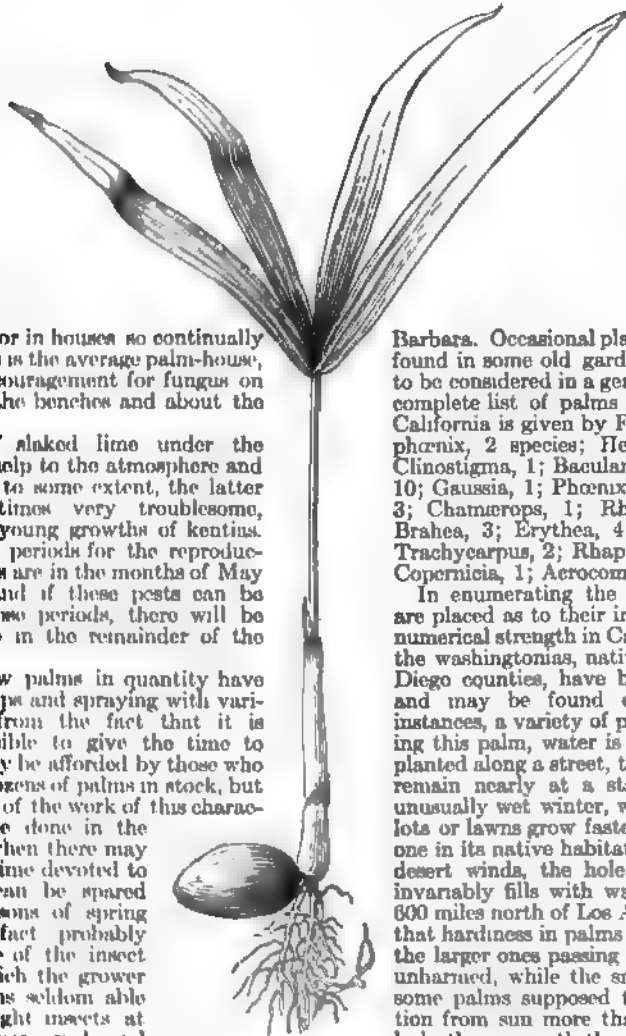 or in houses so continually
is the average palm-house,
ouragement for fungus on
he benches and about the
slaked lime under the
elp to the atmosphere and
to some extent, the latter
times very troublesome,
young growths of kentias.
periods for the reproduc-
are in the months of May
nd if these pests can be
se periods, there will be
in the remainder of the
w palms in quantity have
ps and spraying with vari-
from the fact that it is
ible to give the time to
y be afforded by those who
zens of palms in stock, but
of the work of this charac-
e done in the
when there may
ime devoted to
can be spared
sons of spring
fact probably
e of the insect
ich the grower
ns seldom able
ght insects at
Barbara. Occasional pla
found in some old gard
to be considered in a gen
complete list of palms
California is given by F
phœnix, 2 species; He
Clinostigma, 1; Bacular
10; Gaussia, 1; Phœnix
3; Chamærops, 1; Rh
Brahea, 3; Erythea, 4
Trachycarpus, 2; Rhap
Copernicia, 1; Acrocom
In enumerating the
are placed as to their in
numerical strength in Ca
the washingtonias, nativ
Diego counties, have b
and may be found
instances, a variety of p
ing this palm, water is
planted along a street, t
remain nearly at a sta
unusually wet winter, w
lots or lawns grow faste
one in its native habitat
desert winds, the hole
invariably fills with wa
600 miles north of Los A
that hardiness in palms
the larger ones passing
unharmed, while the sm
some palms supposed t
tion from sun more tha